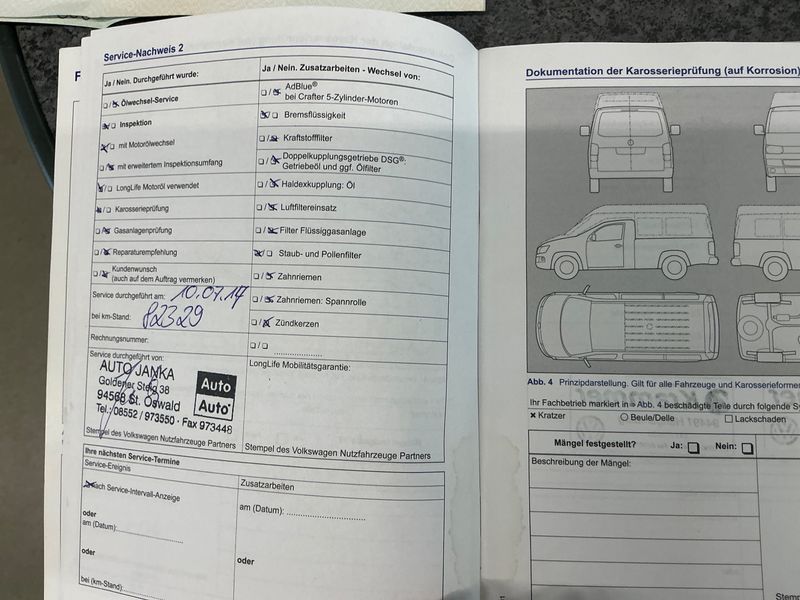 Service-Nachweis 2
Ja / Nein. Durchgeführt wurde:
☐ / ☒ Ölwechsel-Service
☒ / ☐ Inspektion
☒ / ☐ mit Motorölwechsel
☐ / ☒ mit erweitertem Inspektionsumfang
☒ / ☐ LongLife Motoröl verwendet
☒ / ☐ Karosserieprüfung
☐ / ☒ Gasanlagenprüfung
☐ / ☒ Reparaturempfehlung
☐ / ☒ Kundenwunsch
(auch auf dem Auftrag vermerken)
Service durchgeführt am: 10.07.17
bei km-Stand: 82329
Rechnungsnummer:
Service durchgeführt von:
AUTO JANKA
Goldener Steig 38
94568 St. Oswald
Tel.: 08552 / 973550 · Fax 973448
Auto
Auto
Stempel des Volkswagen Nutzfahrzeuge Partners
Ja / Nein. Zusatzarbeiten - Wechsel von:
☐ / ☒ AdBlue®
bei Crafter 5-Zylinder-Motoren
☒ / ☐ Bremsflüssigkeit
☐ / ☒ Kraftstofffilter
☐ / ☒ Doppelkupplungsgetriebe DSG®:
Getriebeöl und ggf. Ölfilter
☐ / ☒ Haldexkupplung: Öl
☐ / ☒ Luftfiltereinsatz
☐ / ☒ Filter Flüssiggasanlage
☒ / ☐ Staub- und Pollenfilter
☐ / ☒ Zahnriemen
☐ / ☒ Zahnriemen: Spannrolle
☐ / ☒ Zündkerzen
☐ / ☐ ....................
LongLife Mobilitätsgarantie:
Stempel des Volkswagen Nutzfahrzeuge Partners
Ihre nächsten Service-Termine
Service-Ereignis
☒ nach Service-Intervall-Anzeige
oder
am (Datum):....................
oder
bei (km-Stand):....................
Zusatzarbeiten
am (Datum): ....................
oder
Dokumentation der Karosserieprüfung (auf Korrosion)
Abb. 4 Prinzipdarstellung. Gilt für alle Fahrzeuge und Karosserieformen
Ihr Fachbetrieb markiert in ⇒ Abb. 4 beschädigte Teile durch folgende
× Kratzer ○ Beule/Delle ☐ Lackschaden
Mängel festgestellt? Ja: ☐ Nein: ☐
Beschreibung der Mängel: